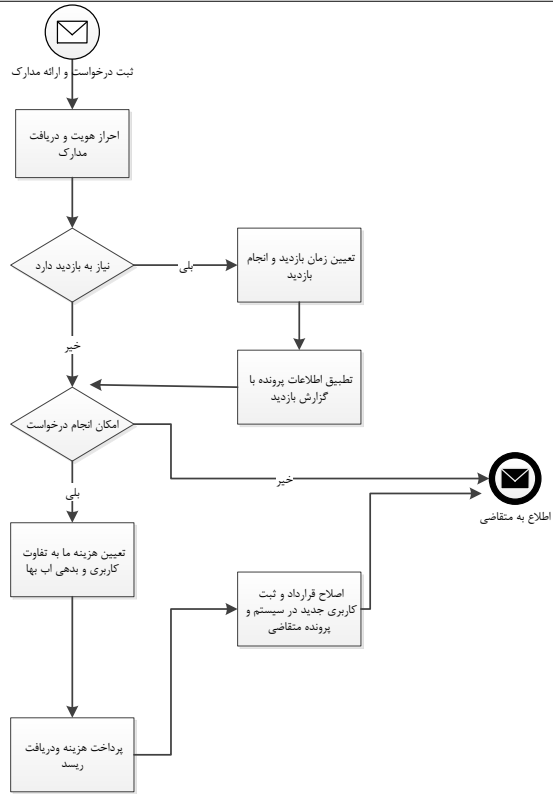 ثبت درخواست و ارائه مدارک
احراز هویت و دریافت
مدارک
نیاز به بازدید دارد
بلی
تعیین زمان بازدید و انجام
بازدید
خیر
تطبیق اطلاعات پرونده با
گزارش بازدید
امکان انجام درخواست
خیر
اطلاع به متقاضی
بلی
تعیین هزینه ما به تفاوت
کاربری و بدهی اب بها
اصلاح قرارداد و ثبت
کاربری جدید در سیستم و
پرونده متقاضی
پرداخت هزینه ودریافت
ریسد